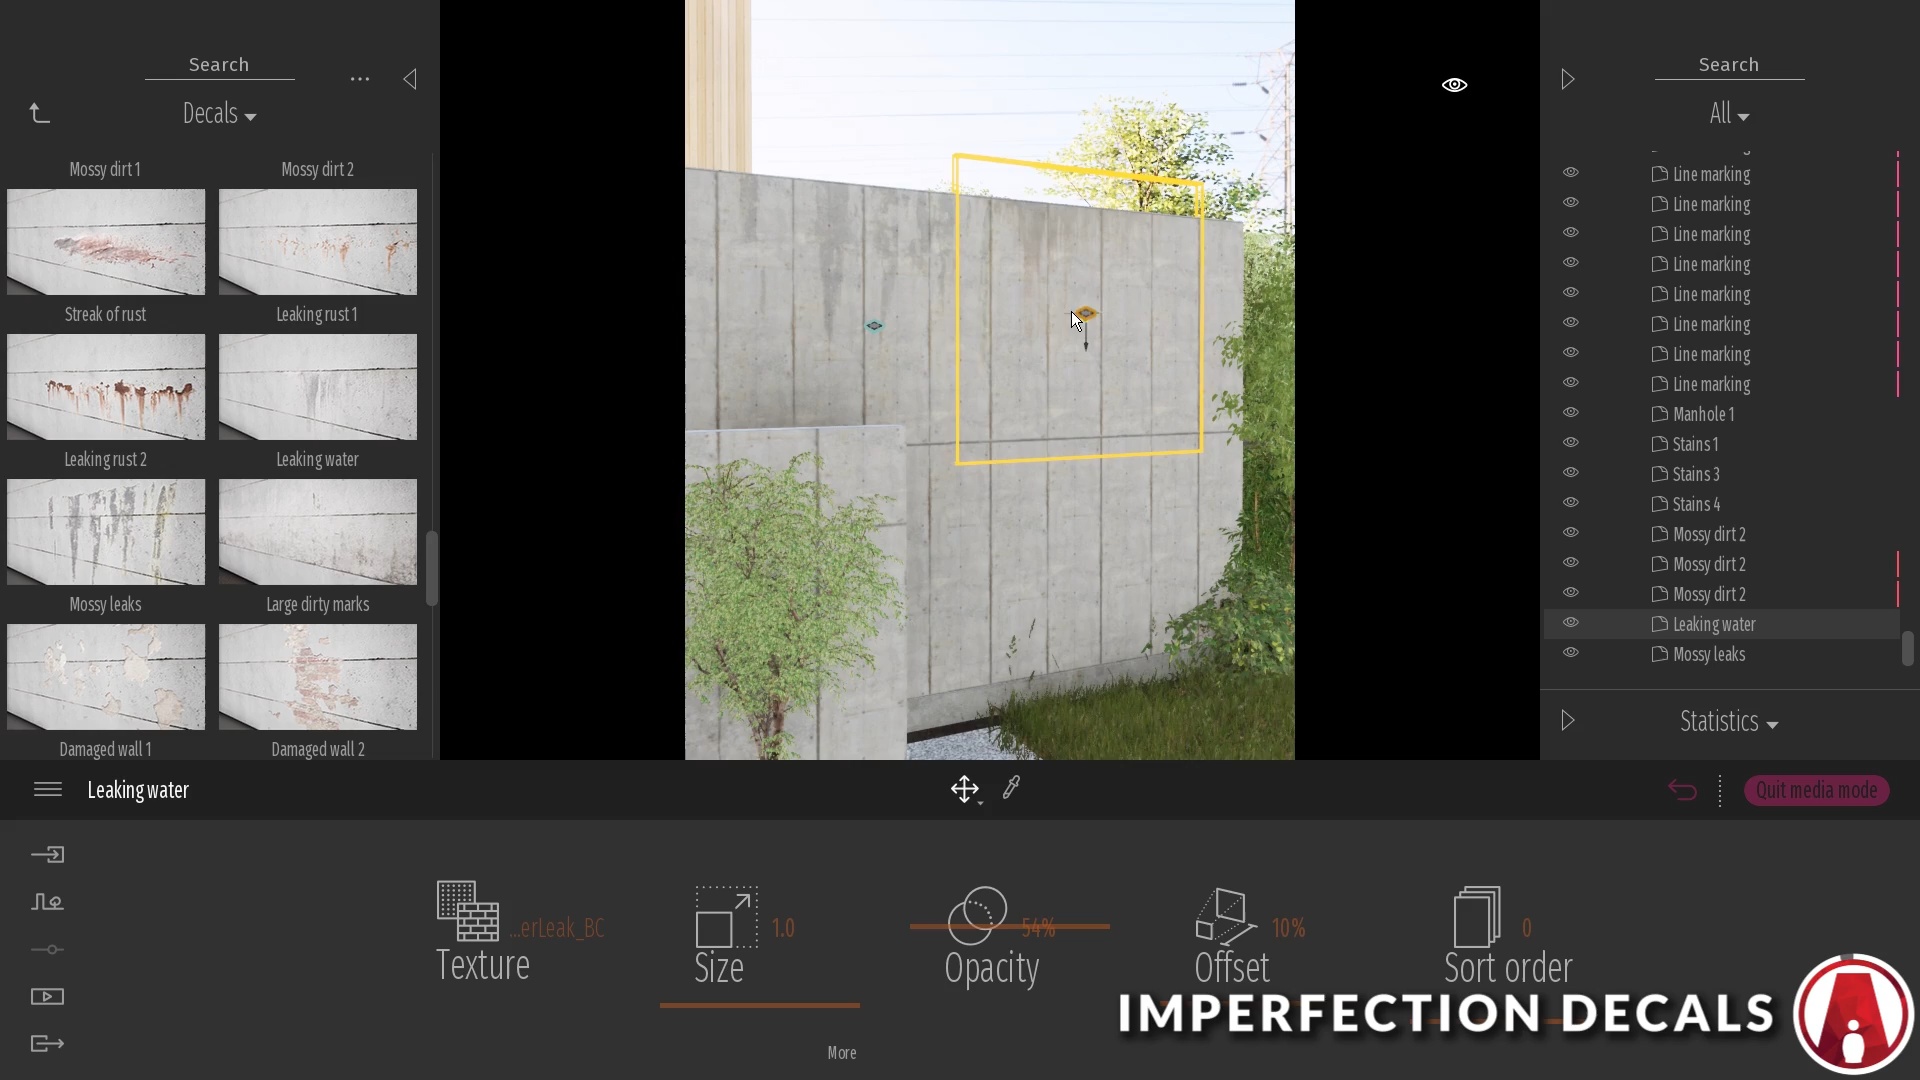 Search
...
Decals
Mossy dirt 1
Mossy dirt 2
Streak of rust
Leaking rust 1
Leaking rust 2
Leaking water
Mossy leaks
Large dirty marks
Damaged wall 1
Damaged wall 2
Search
All
Line marking
Line marking
Line marking
Line marking
Line marking
Line marking
Line marking
Line marking
Manhole 1
Stains 1
Stains 3
Stains 4
Mossy dirt 2
Mossy dirt 2
Mossy dirt 2
Leaking water
Mossy leaks
Statistics
Leaking water
Quit media mode
...erLeak_BC
Texture
1.0
Size
54%
Opacity
10%
Offset
0
Sort order
More
IMPERFECTION DECALS